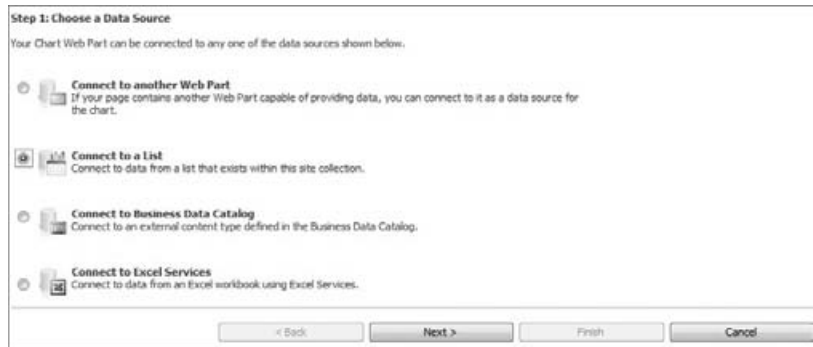 Step 1: Choose a Data Source
Your Chart Web Part can be connected to any one of the data sources shown below.
Connect to another Web Part
If your page contains another Web Part capable of providing data, you can connect to it as a data source for
the chart.
Connect to a List
Connect to data from a list that exists within this site collection.
Connect to Business Data Catalog
Connect to an external content type defined in the Business Data Catalog.
Connect to Excel Services
Connect to data from an Excel workbook using Excel Services.
< Back Next > Finish Cancel